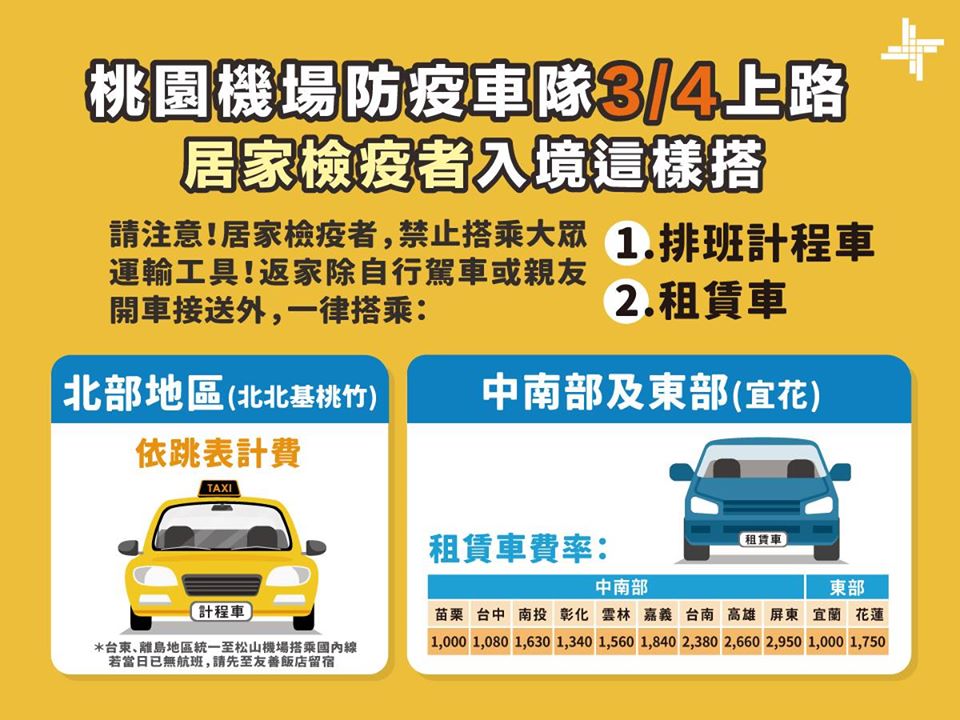 桃園機場防疫車隊3/4上路
居家檢疫者入境這樣搭
請注意!居家檢疫者,禁止搭乘大眾
運輸工具!返家除自行駕車或親友
開車接送外,一律搭乘:
1.排班計程車
2.租賃車
北部地區(北北基桃竹)
依跳表計費
TAXI
計程車
*台東、離島地區統一至松山機場搭乘國內線
若當日已無航班,請先至友善飯店留宿
中南部及東部(宜花)
租賃車
租賃車費率:
中南部 東部
苗栗 台中 南投 彰化 雲林 嘉義 台南 高雄 屏東 宜蘭 花蓮
1,000 1,080 1,630 1,340 1,560 1,840 2,380 2,660 2,950 1,000 1,750